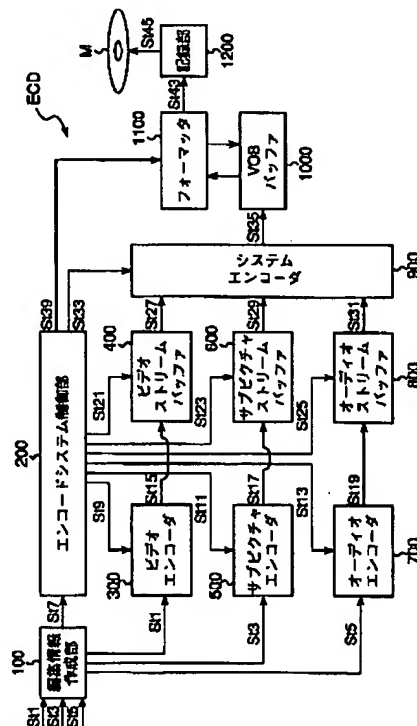 ECD
100
編集情報
作成部
St1
St3
St5
St7
200
エンコードシステム制御部
St39
St33
St9
St21
St11
St23
St13
St25
300
ビデオ
エンコーダ
St1
St15
400
ビデオ
ストリーム
バッファ
St27
500
サブピクチャ
エンコーダ
St3
St17
600
サブピクチャ
ストリーム
バッファ
St29
700
オーディオ
エンコーダ
St5
St19
800
オーディオ
ストリーム
バッファ
St31
900
システム
エンコーダ
St35
1000
VOB
バッファ
1100
フォーマッタ
St43
1200
記録部
St45
M